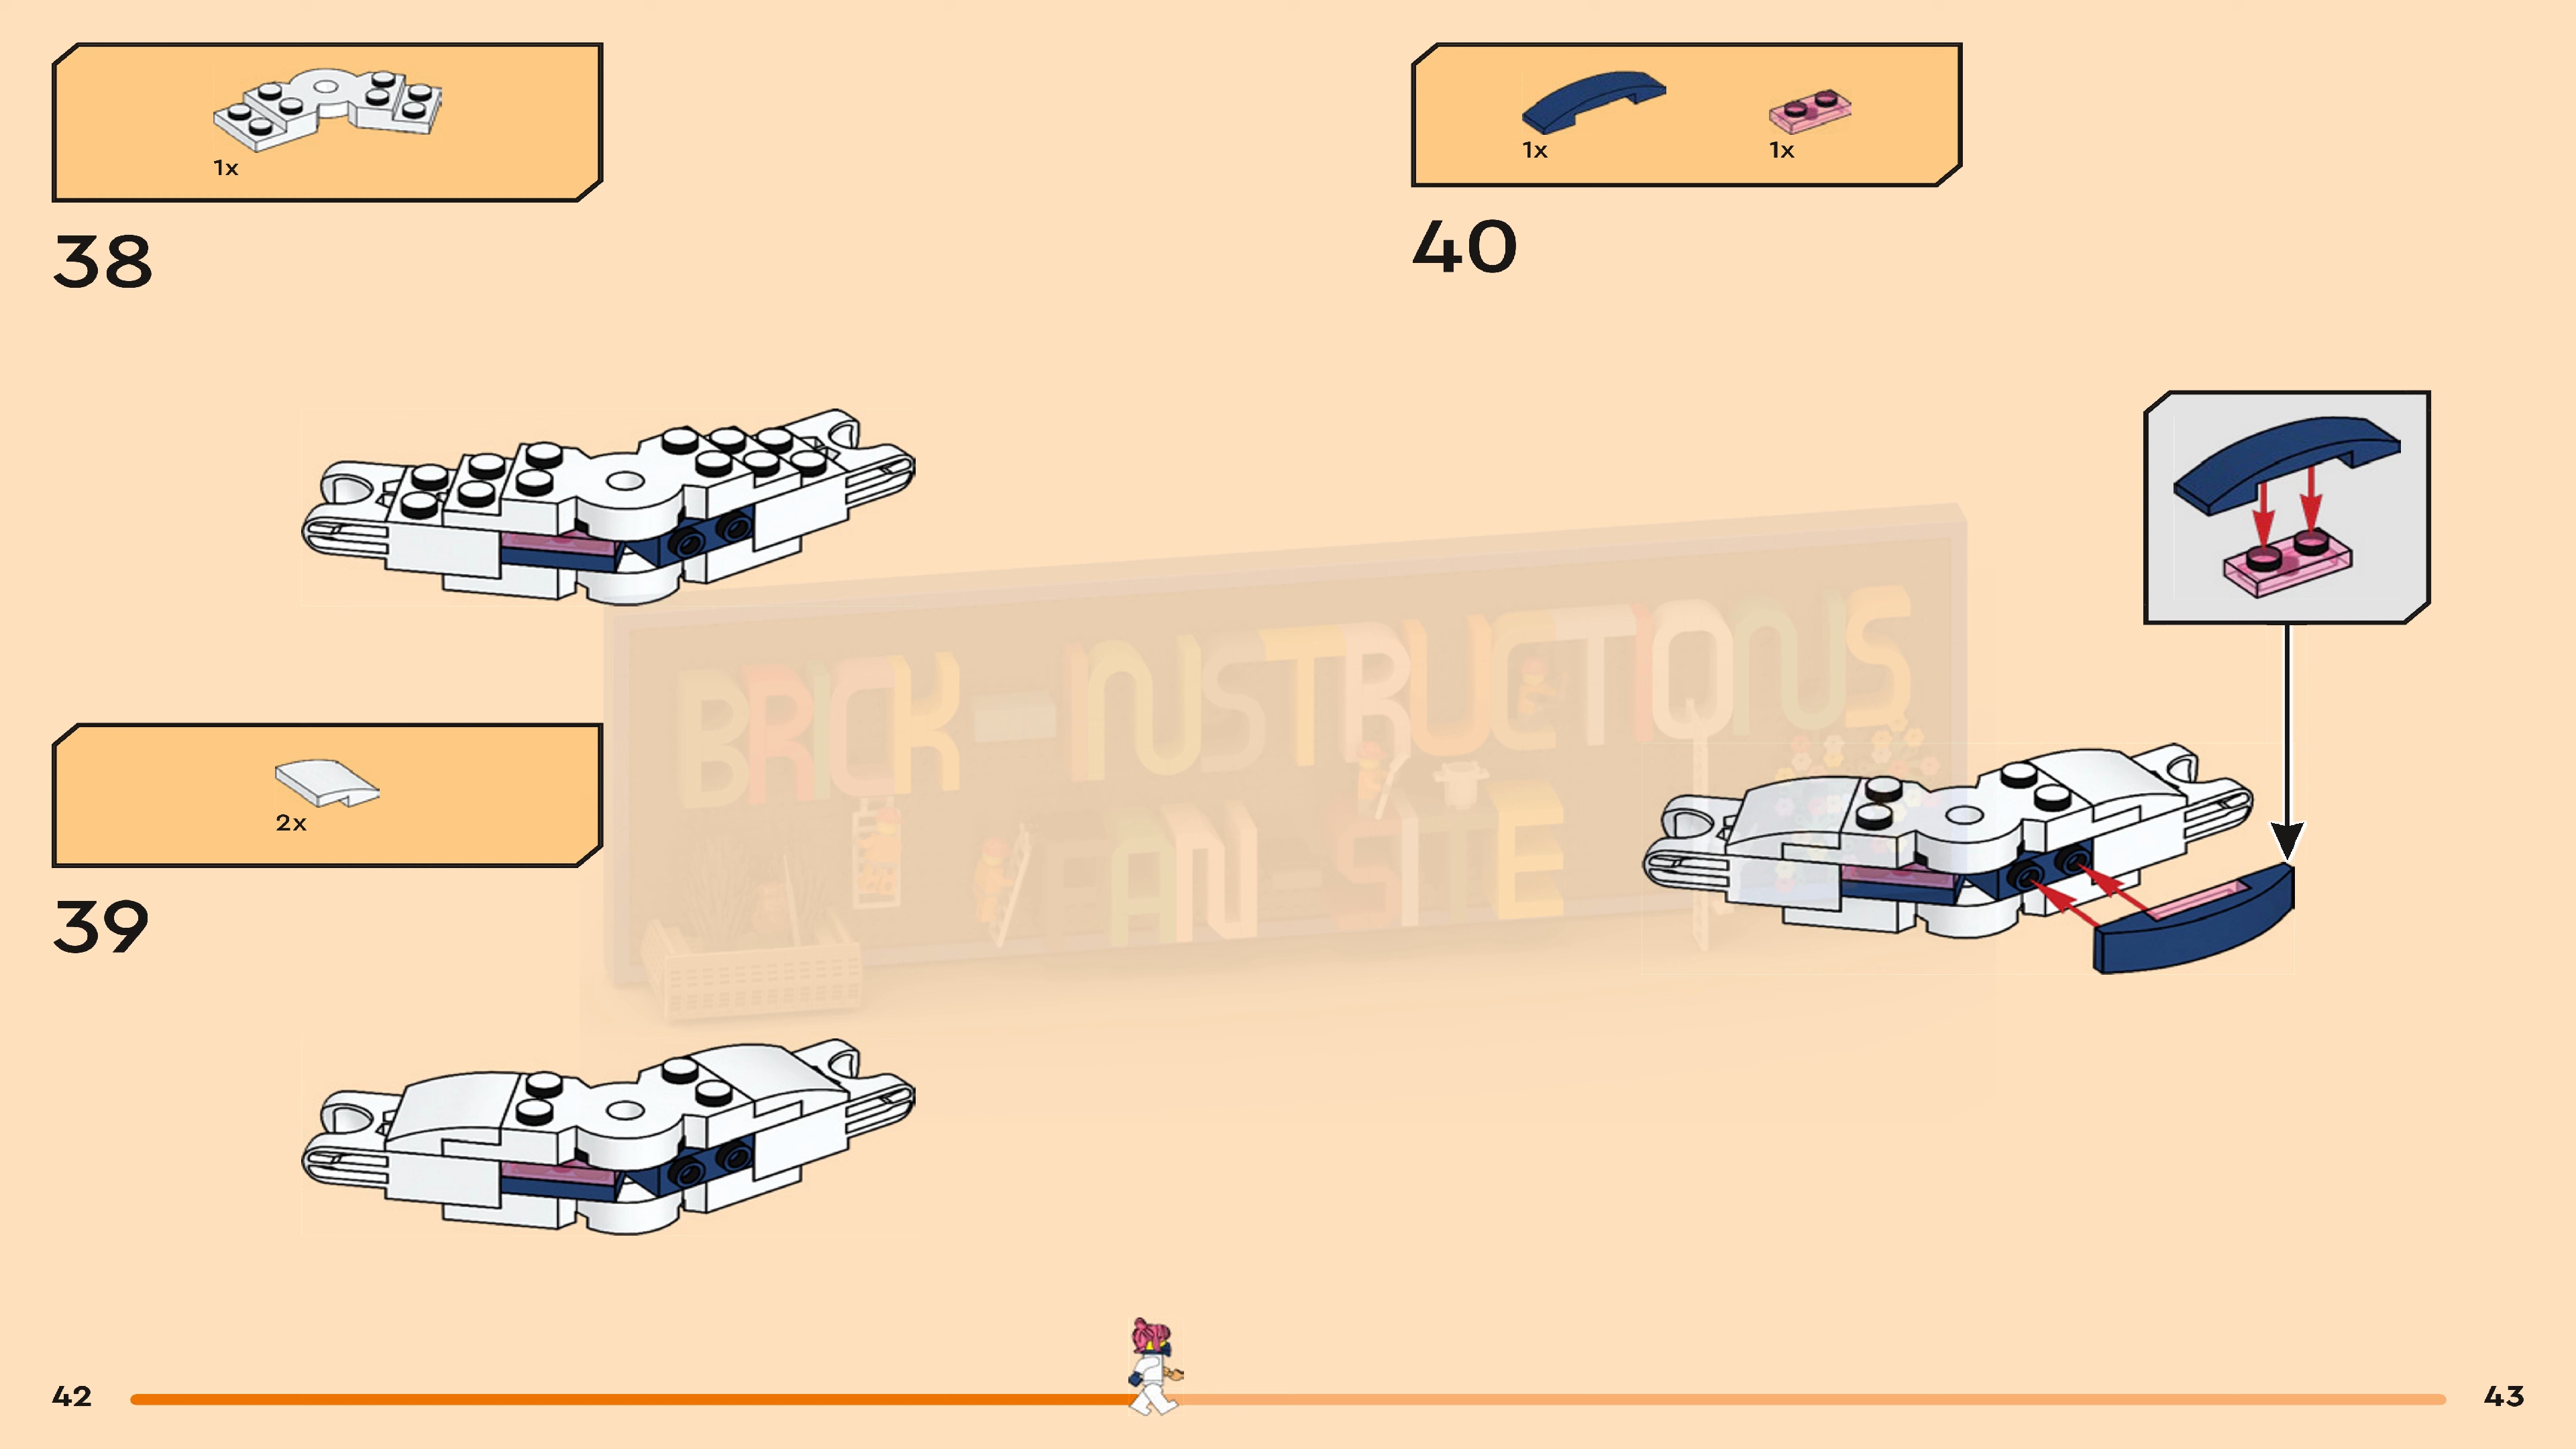 1x
38
2x
39
1x 1x
40
BRICK-INSTRUCTIONS
FAN-SITE
42
43